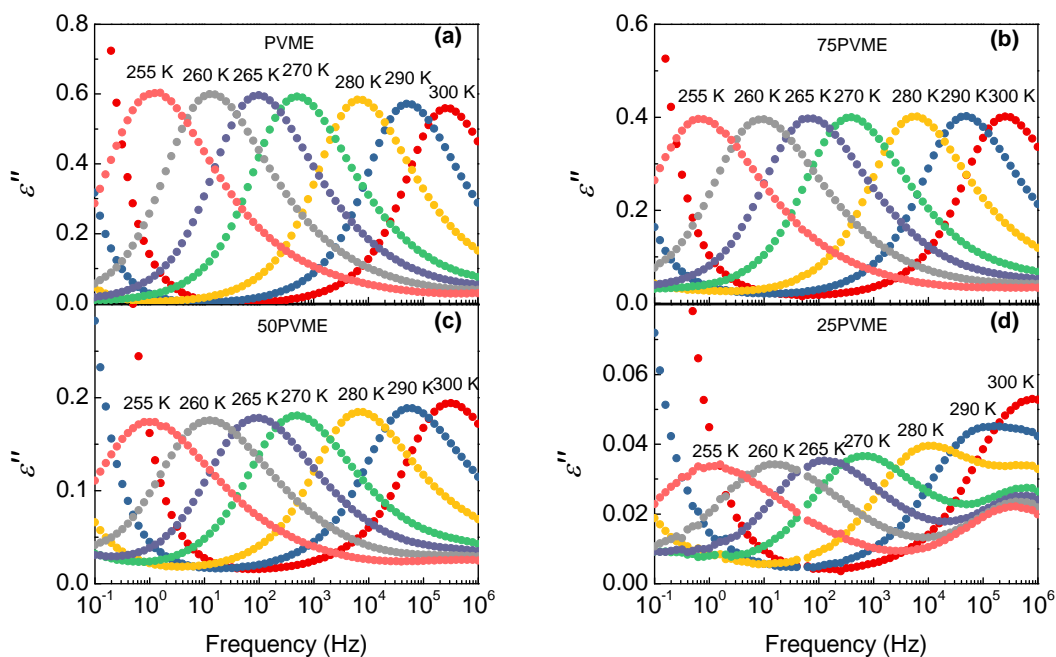 (a)
PVME
255 K 260 K 265 K 270 K 280 K 290 K 300 K
ε''
0.8
0.6
0.4
0.2
0.0
(b)
75PVME
255 K 260 K 265 K 270 K 280 K 290 K 300 K
ε''
0.6
0.4
0.2
0.0
(c)
50PVME
255 K 260 K 265 K 270 K 280 K 290 K 300 K
ε''
0.2
0.1
0.0
10⁻¹ 10⁰ 10¹ 10² 10³ 10⁴ 10⁵ 10⁶
Frequency (Hz)
(d)
25PVME
255 K 260 K 265 K 270 K 280 K 290 K 300 K
ε''
0.06
0.04
0.02
0.00
10⁻¹ 10⁰ 10¹ 10² 10³ 10⁴ 10⁵ 10⁶
Frequency (Hz)